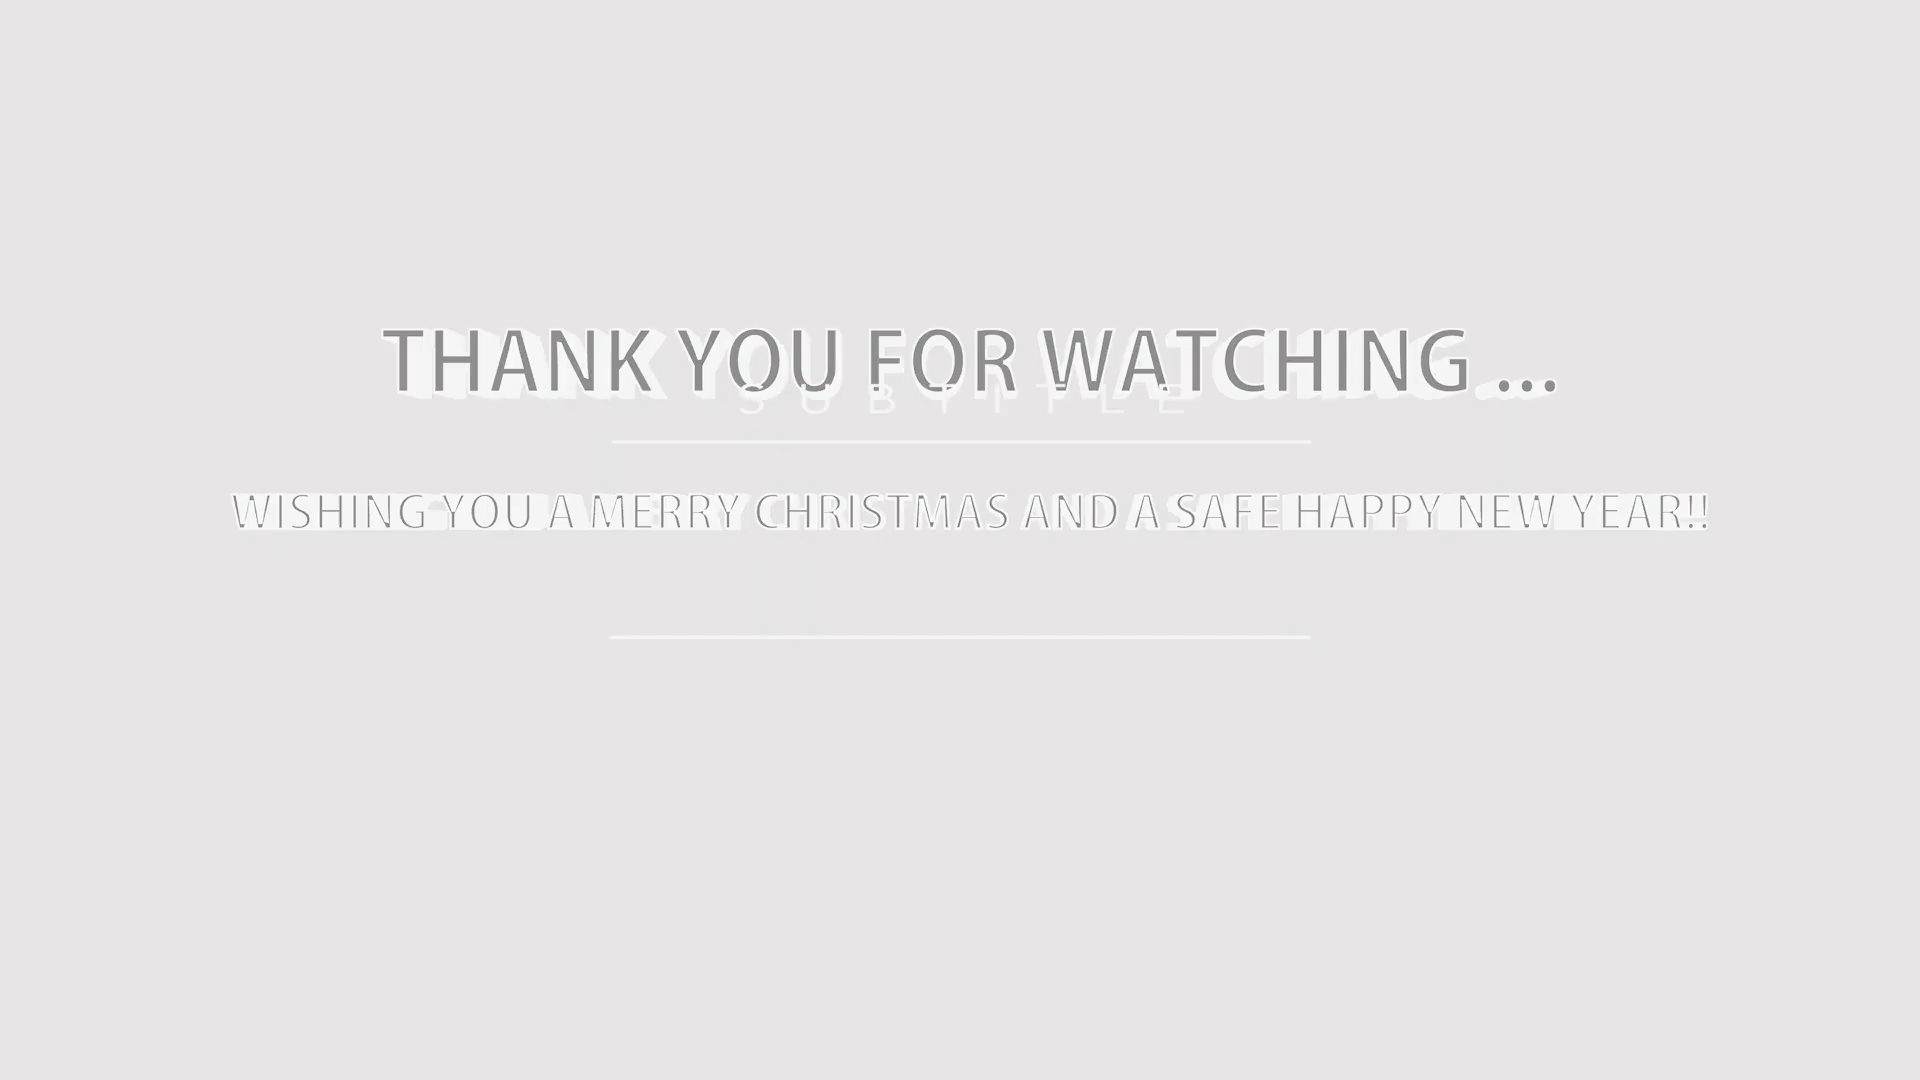 THANK YOU FOR WATCHING ...
SUBTITLE
WISHING YOU A MERRY CHRISTMAS AND A SAFE HAPPY NEW YEAR!!